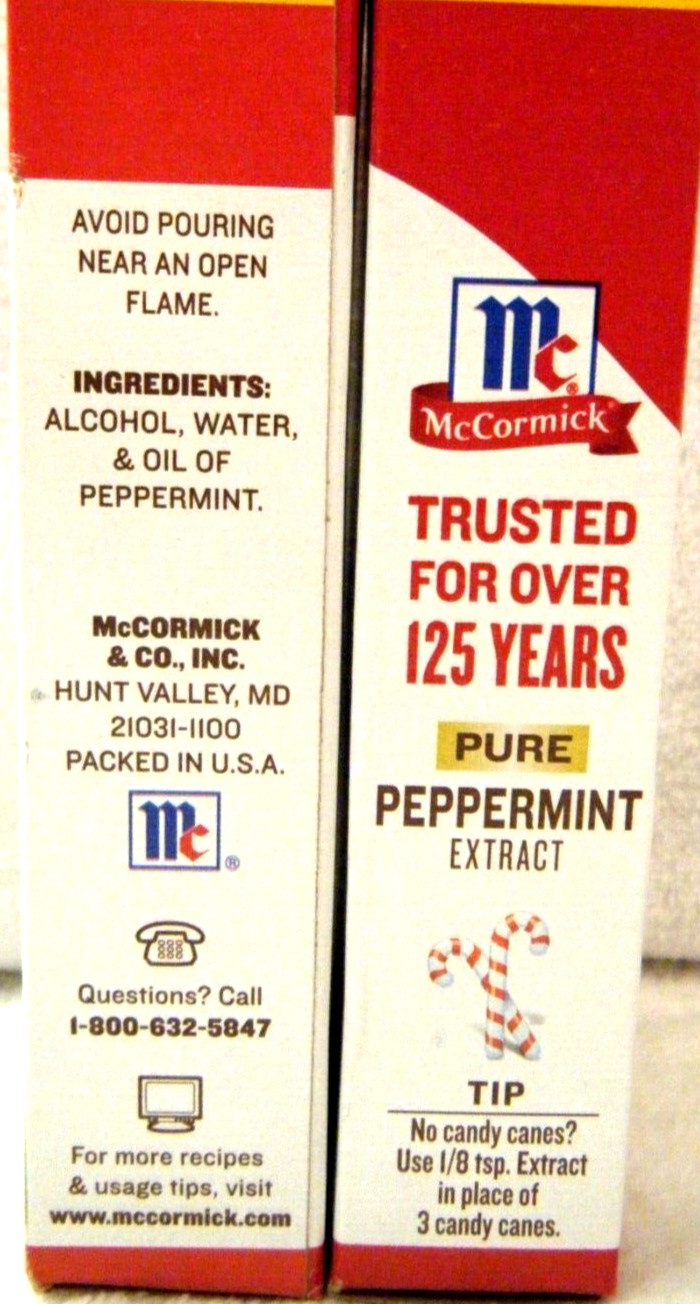 AVOID POURING
NEAR AN OPEN
FLAME.
INGREDIENTS:
ALCOHOL, WATER,
& OIL OF
PEPPERMINT.
McCORMICK
& CO., INC.
HUNT VALLEY, MD
21031-1100
PACKED IN U.S.A.
Mc®
Questions? Call
1-800-632-5847
For more recipes
& usage tips, visit
www.mccormick.com
Mc®
McCormick®
TRUSTED
FOR OVER
125 YEARS
PURE
PEPPERMINT
EXTRACT
TIP
No candy canes?
Use 1/8 tsp. Extract
in place of
3 candy canes.